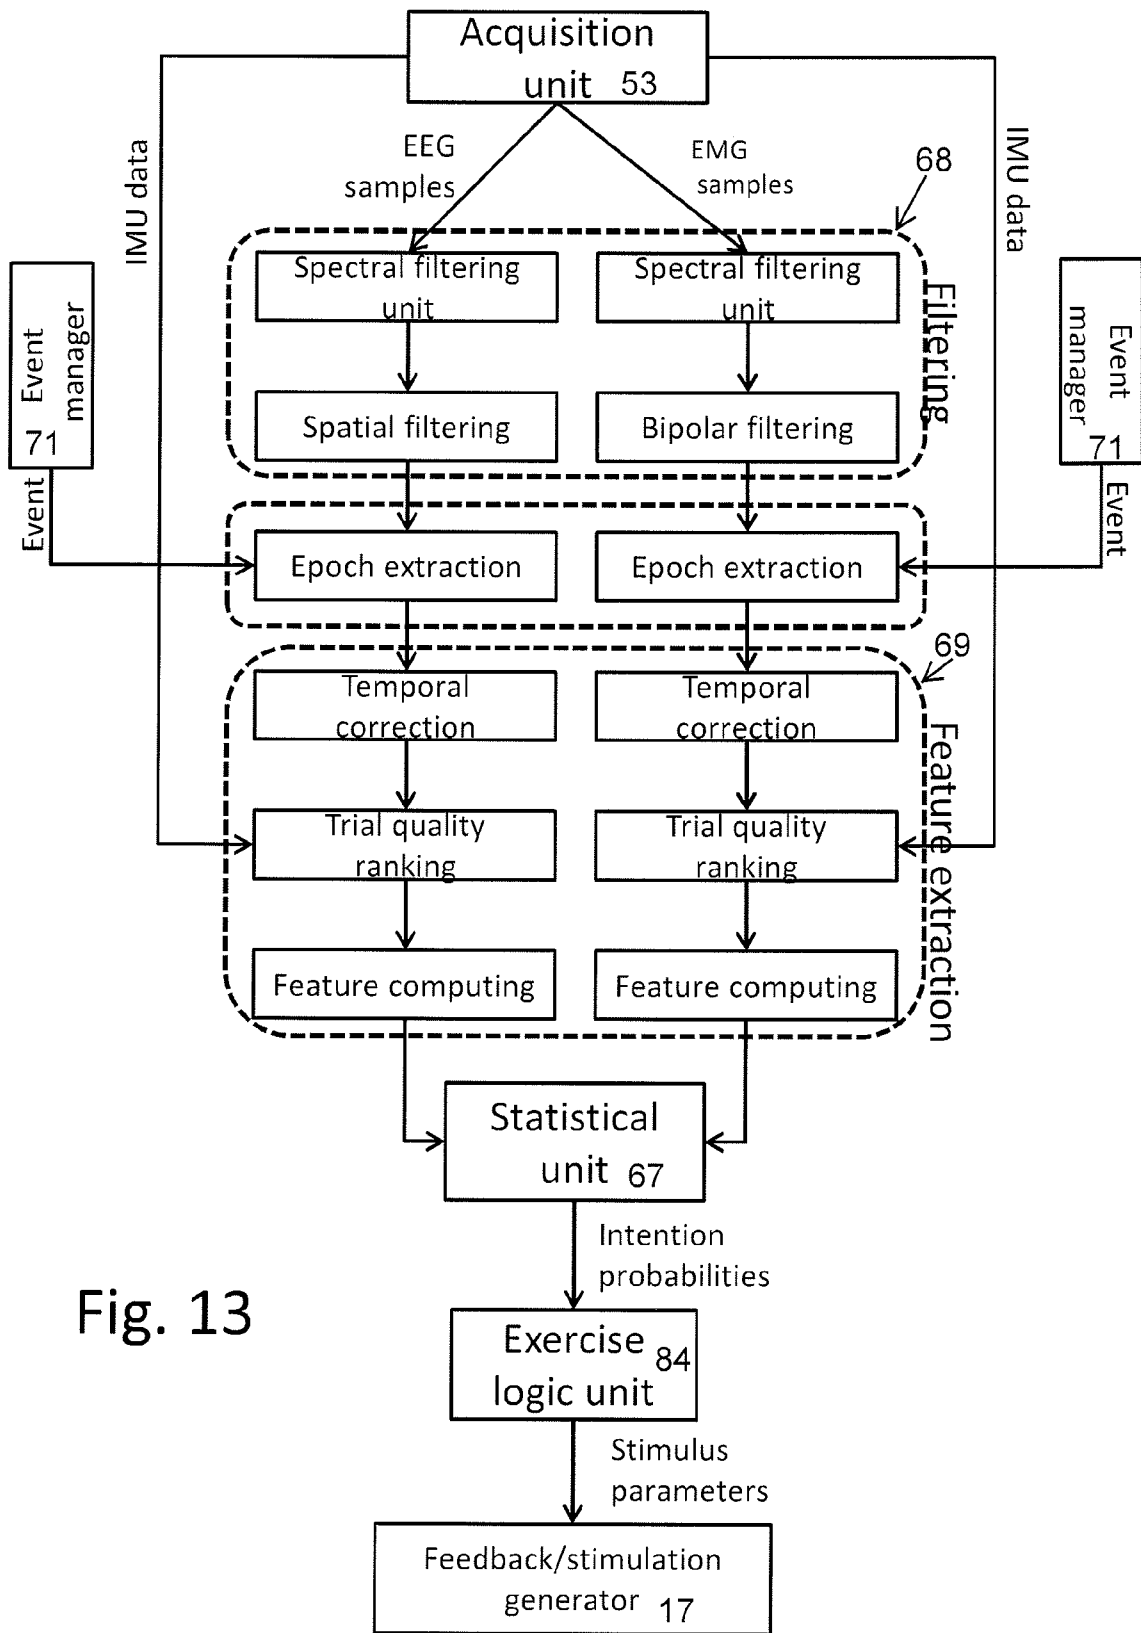 Acquisition
unit 53
IMU data
EEG
samples
EMG
samples
68
IMU data
Spectral filtering
unit
Spectral filtering
unit
Filtering
Event
manager
71
Event
manager
71
Spatial filtering
Bipolar filtering
Event
Event
Epoch extraction
Epoch extraction
69
Temporal
correction
Temporal
correction
Feature extraction
Trial quality
ranking
Trial quality
ranking
Feature computing
Feature computing
Statistical
unit 67
Intention
probabilities
Fig. 13
Exercise
logic unit 84
Stimulus
parameters
Feedback/stimulation
generator 17